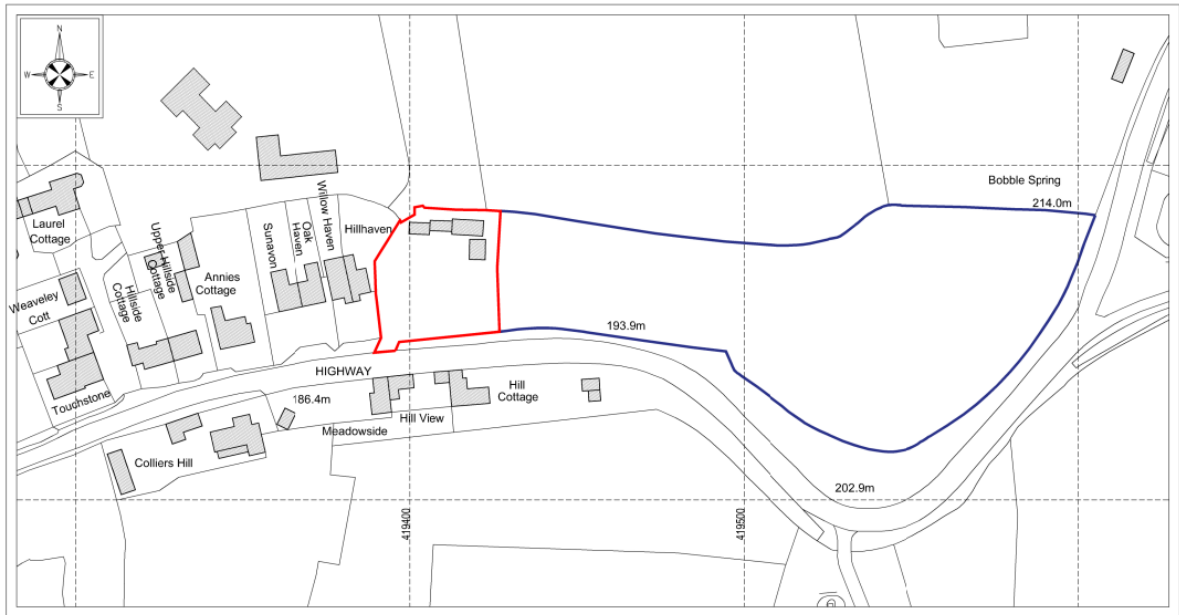 N
W
E
S
Bobble Spring
214.0m
Laurel
Cottage
Upper Hillside
Cottage
Sunavon
Oak
Haven
Willow Haven
Hillhaven
Annies
Cottage
Hillside
Cottage
Weaveley
Cott
193.9m
HIGHWAY
Touchstone
186.4m
Hill
Cottage
Hill View
Meadowside
Colliers Hill
202.9m
419400
419500